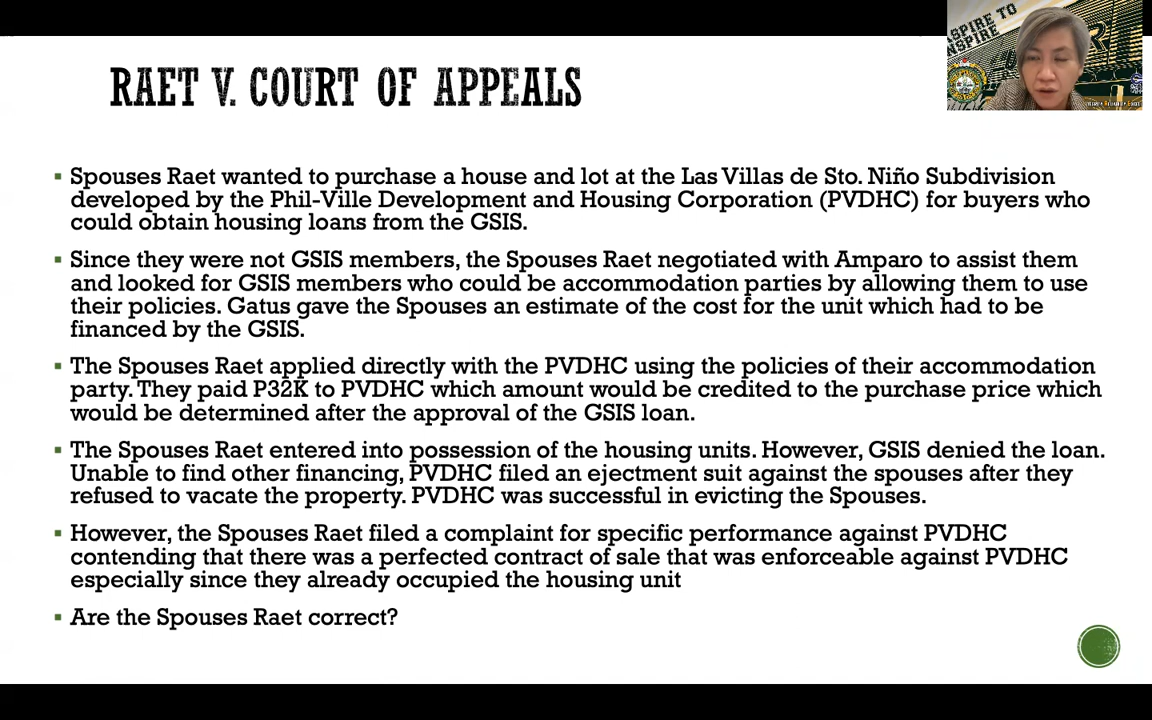 SPIRE TO
INSPIRE
RAET V. COURT OF APPEALS
▪ Spouses Raet wanted to purchase a house and lot at the Las Villas de Sto. Niño Subdivision
developed by the Phil-Ville Development and Housing Corporation (PVDHC) for buyers who
could obtain housing loans from the GSIS.
▪ Since they were not GSIS members, the Spouses Raet negotiated with Amparo to assist them
and looked for GSIS members who could be accommodation parties by allowing them to use
their policies. Gatus gave the Spouses an estimate of the cost for the unit which had to be
financed by the GSIS.
▪ The Spouses Raet applied directly with the PVDHC using the policies of their accommodation
party. They paid P32K to PVDHC which amount would be credited to the purchase price which
would be determined after the approval of the GSIS loan.
▪ The Spouses Raet entered into possession of the housing units. However, GSIS denied the loan.
Unable to find other financing, PVDHC filed an ejectment suit against the spouses after they
refused to vacate the property. PVDHC was successful in evicting the Spouses.
▪ However, the Spouses Raet filed a complaint for specific performance against PVDHC
contending that there was a perfected contract of sale that was enforceable against PVDHC
especially since they already occupied the housing unit
▪ Are the Spouses Raet correct?